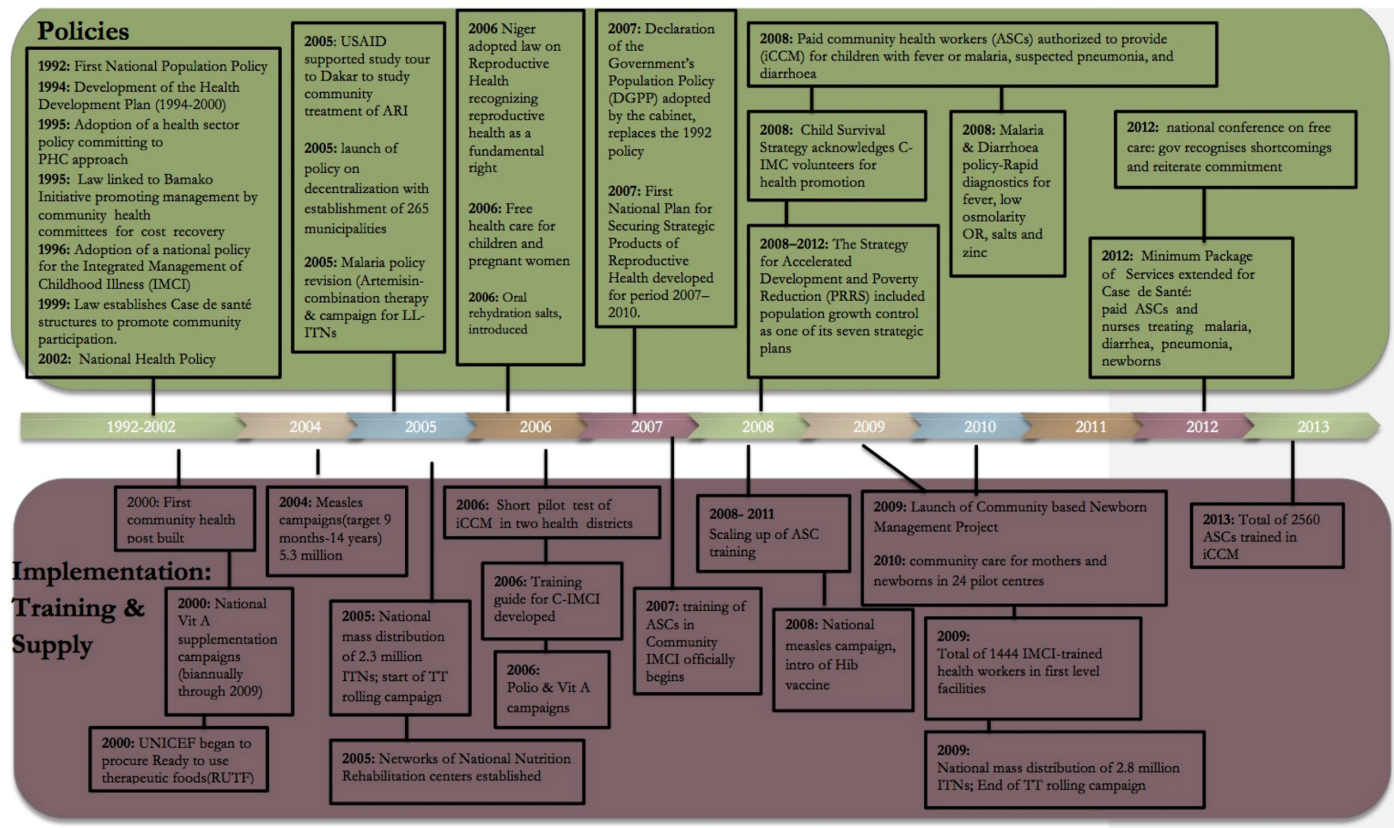 Policies
1992: First National Population Policy
1994: Development of the Health
Development Plan (1994-2000)
1995: Adoption of a health sector
policy committing to
PHC approach
1995: Law linked to Bamako
Initiative promoting management by
community health
committees for cost recovery
1996: Adoption of a national policy
for the Integrated Management of
Childhood Illness (IMCI)
1999: Law establishes Case de santé
structures to promote community
participation.
2002: National Health Policy
2005: USAID
supported study tour
to Dakar to study
community
treatment of ARI
2005: launch of
policy on
decentralization with
establishment of 265
municipalities
2005: Malaria policy
revision (Artemisin-
combination therapy
& campaign for LL-
ITNs
2006 Niger
adopted law on
Reproductive
Health
recognizing
reproductive
health as a
fundamental
right
2006: Free
health care for
children and
pregnant women
2006: Oral
rehydration salts,
introduced
2007: Declaration
of the
Government's
Population Policy
(DGPP) adopted
by the cabinet,
replaces the 1992
policy
2007: First
National Plan for
Securing Strategic
Products of
Reproductive
Health developed
for period 2007–
2010.
2008: Paid community health workers (ASCs) authorized to provide
(iCCM) for children with fever or malaria, suspected pneumonia, and
diarrhoea
2008: Child Survival
Strategy acknowledges C-
IMC volunteers for
health promotion
2008–2012: The Strategy
for Accelerated
Development and Poverty
Reduction (PRRS) included
population growth control
as one of its seven strategic
plans
2008: Malaria
& Diarrhoea
policy-Rapid
diagnostics for
fever, low
osmolarity
OR, salts and
zinc
2012: national conference on free
care: gov recognises shortcomings
and reiterate commitment
2012: Minimum Package
of Services extended for
Case de Santé:
paid ASCs and
nurses treating malaria,
diarrhea, pneumonia,
newborns
1992-2002
2004
2005
2006
2007
2008
2009
2010
2011
2012
2013
Implementation:
Training &
Supply
2000: First
community health
post built
2000: National
Vit A
supplementation
campaigns
(biannually
through 2009)
2000: UNICEF began to
procure Ready to use
therapeutic foods(RUTF)
2004: Measles
campaigns(target 9
months-14 years)
5.3 million
2005: National
mass distribution
of 2.3 million
ITNs; start of TT
rolling campaign
2005: Networks of National Nutrition
Rehabilitation centers established
2006: Short pilot test of
iCCM in two health districts
2006: Training
guide for C-IMCI
developed
2006:
Polio & Vit A
campaigns
2007: training of
ASCs in
Community
IMCI officially
begins
2008- 2011
Scaling up of ASC
training
2008: National
measles campaign,
intro of Hib
vaccine
2009: Launch of Community based Newborn
Management Project
2010: community care for mothers and
newborns in 24 pilot centres
2009:
Total of 1444 IMCI-trained
health workers in first level
facilities
2009:
National mass distribution of 2.8 million
ITNs; End of TT rolling campaign
2013: Total of 2560
ASCs trained in
iCCM